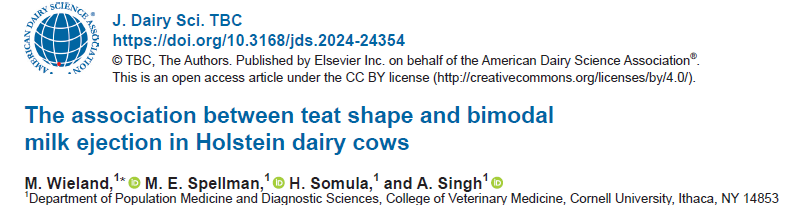 AMERICAN DAIRY SCIENCE ASSOCIATION®
J. Dairy Sci. TBC
https://doi.org/10.3168/jds.2024-24354
© TBC, The Authors. Published by Elsevier Inc. on behalf of the American Dairy Science Association®.
This is an open access article under the CC BY license (http://creativecommons.org/licenses/by/4.0/).
The association between teat shape and bimodal
milk ejection in Holstein dairy cows
M. Wieland,¹* M. E. Spellman,¹ H. Somula,¹ and A. Singh¹
¹Department of Population Medicine and Diagnostic Sciences, College of Veterinary Medicine, Cornell University, Ithaca, NY 14853